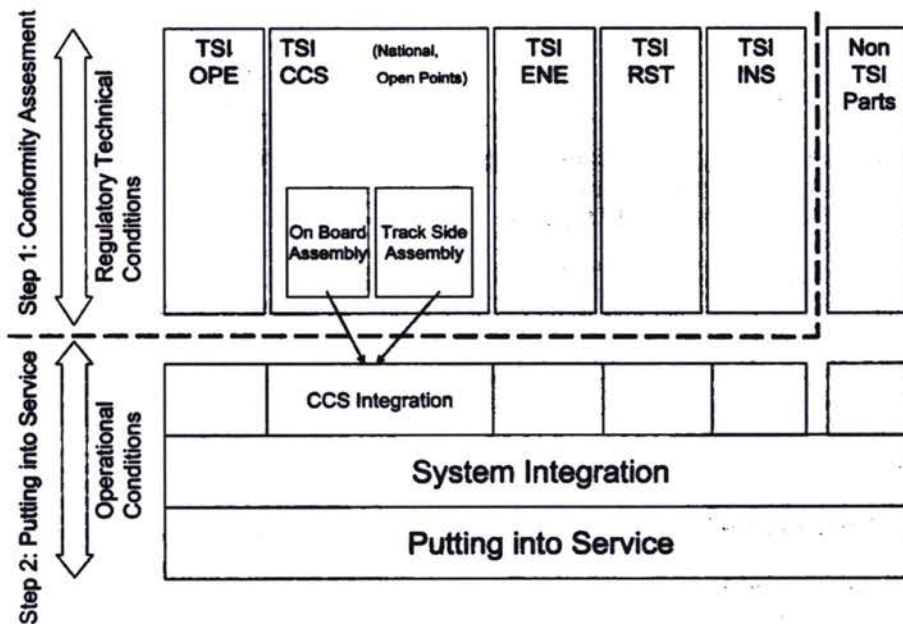 Step 1: Conformity Assesment
Regulatory Technical
Conditions
TSI
OPE
TSI
CCS
(National,
Open Points)
TSI
ENE
TSI
RST
TSI
INS
Non
TSI
Parts
On Board
Assembly
Track Side
Assembly
Step 2: Putting into Service
Operational
Conditions
CCS Integration
System Integration
Putting into Service